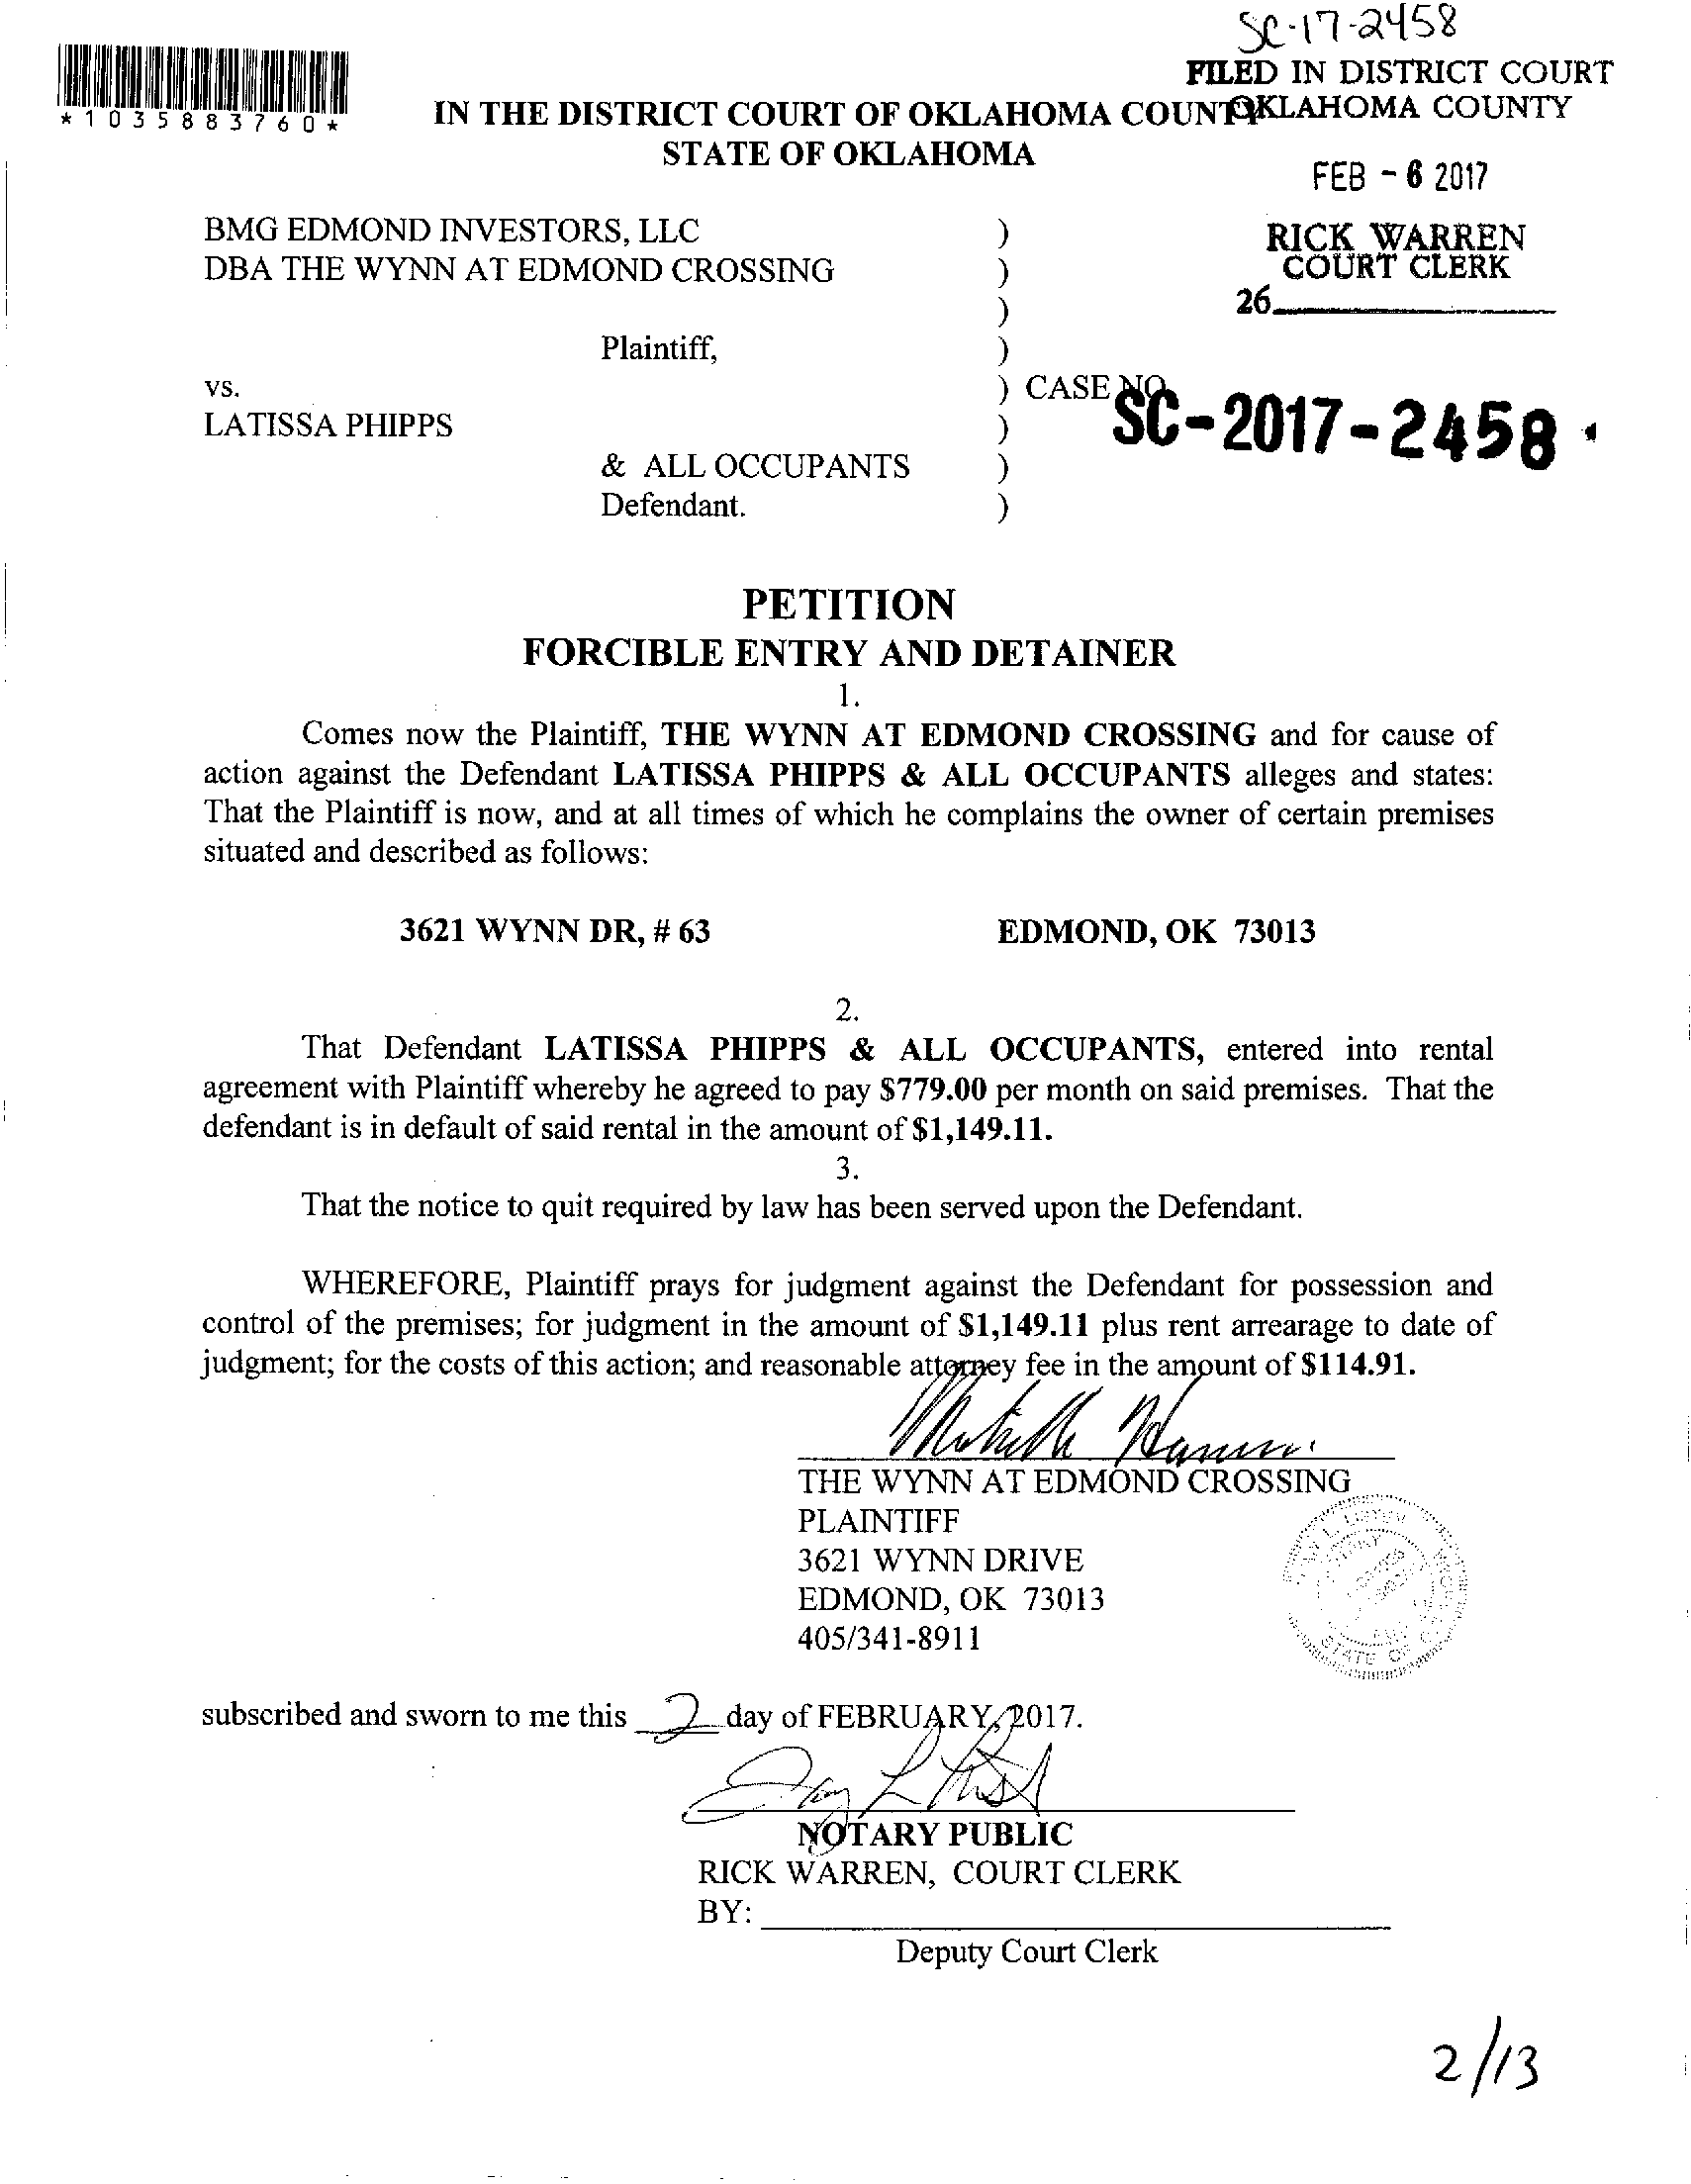 SC-17-2458
FILED IN DISTRICT COURT
OKLAHOMA COUNTY
*1035883760*
IN THE DISTRICT COURT OF OKLAHOMA COUNTY
STATE OF OKLAHOMA
FEB - 6 2017
RICK WARREN
COURT CLERK
26
BMG EDMOND INVESTORS, LLC )
DBA THE WYNN AT EDMOND CROSSING )
)
Plaintiff, )
vs. ) CASE NO.
SC-2017-2458
LATISSA PHIPPS )
& ALL OCCUPANTS )
Defendant. )
PETITION
FORCIBLE ENTRY AND DETAINER
1.
Comes now the Plaintiff, THE WYNN AT EDMOND CROSSING and for cause of
action against the Defendant LATISSA PHIPPS & ALL OCCUPANTS alleges and states:
That the Plaintiff is now, and at all times of which he complains the owner of certain premises
situated and described as follows:
3621 WYNN DR, # 63 EDMOND, OK 73013
2.
That Defendant LATISSA PHIPPS & ALL OCCUPANTS, entered into rental
agreement with Plaintiff whereby he agreed to pay $779.00 per month on said premises. That the
defendant is in default of said rental in the amount of $1,149.11.
3.
That the notice to quit required by law has been served upon the Defendant.
WHEREFORE, Plaintiff prays for judgment against the Defendant for possession and
control of the premises; for judgment in the amount of $1,149.11 plus rent arrearage to date of
judgment; for the costs of this action; and reasonable attorney fee in the amount of $114.91.
THE WYNN AT EDMOND CROSSING
PLAINTIFF
3621 WYNN DRIVE
EDMOND, OK 73013
405/341-8911
STATE OF
subscribed and sworn to me this 2 day of FEBRUARY, 2017.
NOTARY PUBLIC
RICK WARREN, COURT CLERK
BY:
Deputy Court Clerk
2/13